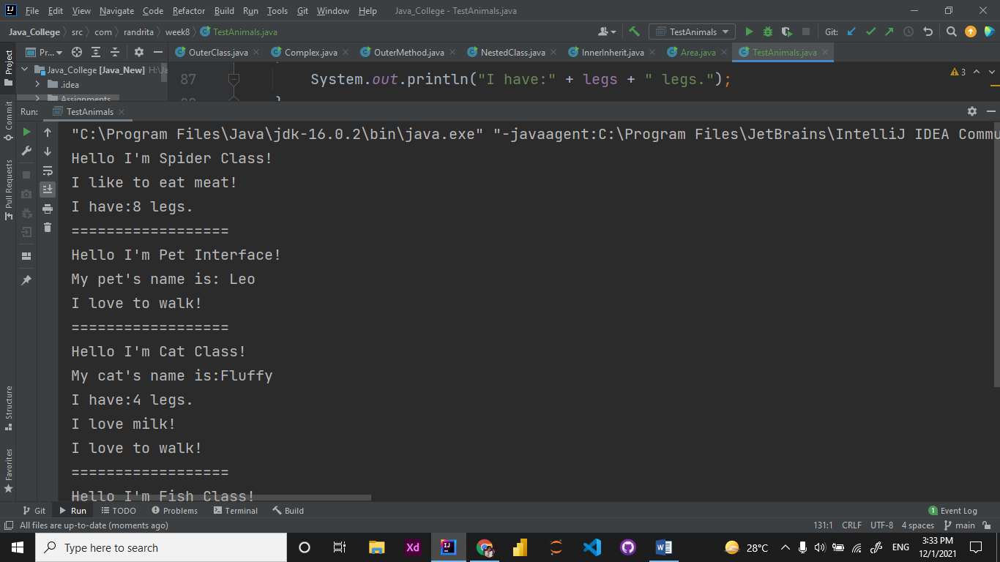 File Edit View Navigate Code Refactor Build Run Tools Git Window Help Java_College - TestAnimals.java
Java_College src com randrita week8 TestAnimals.java TestAnimals Git:
Project Pr... OuterClass.java Complex.java OuterMethod.java NestedClass.java InnerInherit.java Area.java TestAnimals.java
Java_College [Java_New] H:\Ja
.idea
Assignments
87 System.out.println("I have:" + legs + " legs."); 3
}
Run: TestAnimals
Commit
Pull Requests
Structure
Favorites
"C:\Program Files\Java\jdk-16.0.2\bin\java.exe" "-javaagent:C:\Program Files\JetBrains\IntelliJ IDEA Commu
Hello I'm Spider Class!
I like to eat meat!
I have:8 legs.
==================
Hello I'm Pet Interface!
My pet's name is: Leo
I love to walk!
==================
Hello I'm Cat Class!
My cat's name is:Fluffy
I have:4 legs.
I love milk!
I love to walk!
==================
Hello I'm Fish Class!
Git Run TODO Problems Terminal Build 1 Event Log
All files are up-to-date (moments ago) 131:1 CRLF UTF-8 4 spaces main
Type here to search Xd 28°C ENG 3:33 PM
12/1/2021